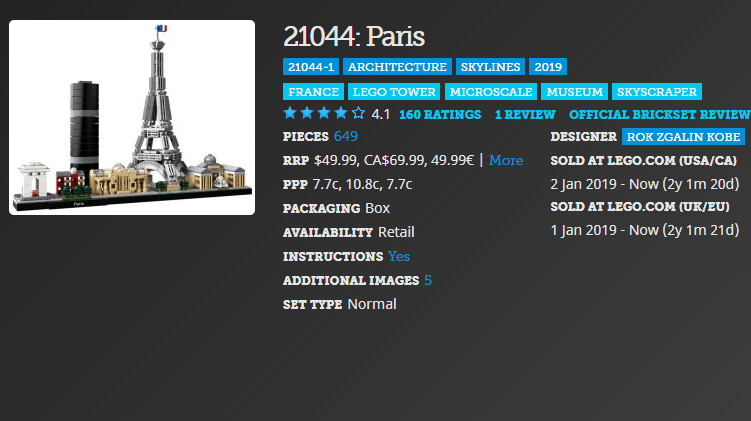 21044: Paris
21044-1 ARCHITECTURE SKYLINES 2019
FRANCE LEGO TOWER MICROSCALE MUSEUM SKYSCRAPER
4.1 160 RATINGS 1 REVIEW OFFICIAL BRICKSET REVIEW
PIECES 649
RRP $49.99, CA$69.99, 49.99€ | More
PPP 7.7c, 10.8c, 7.7c
PACKAGING Box
AVAILABILITY Retail
INSTRUCTIONS Yes
ADDITIONAL IMAGES 5
SET TYPE Normal
DESIGNER ROK ZGALIN KOBE
SOLD AT LEGO.COM (USA/CA)
2 Jan 2019 - Now (2y 1m 20d)
SOLD AT LEGO.COM (UK/EU)
1 Jan 2019 - Now (2y 1m 21d)
Paris